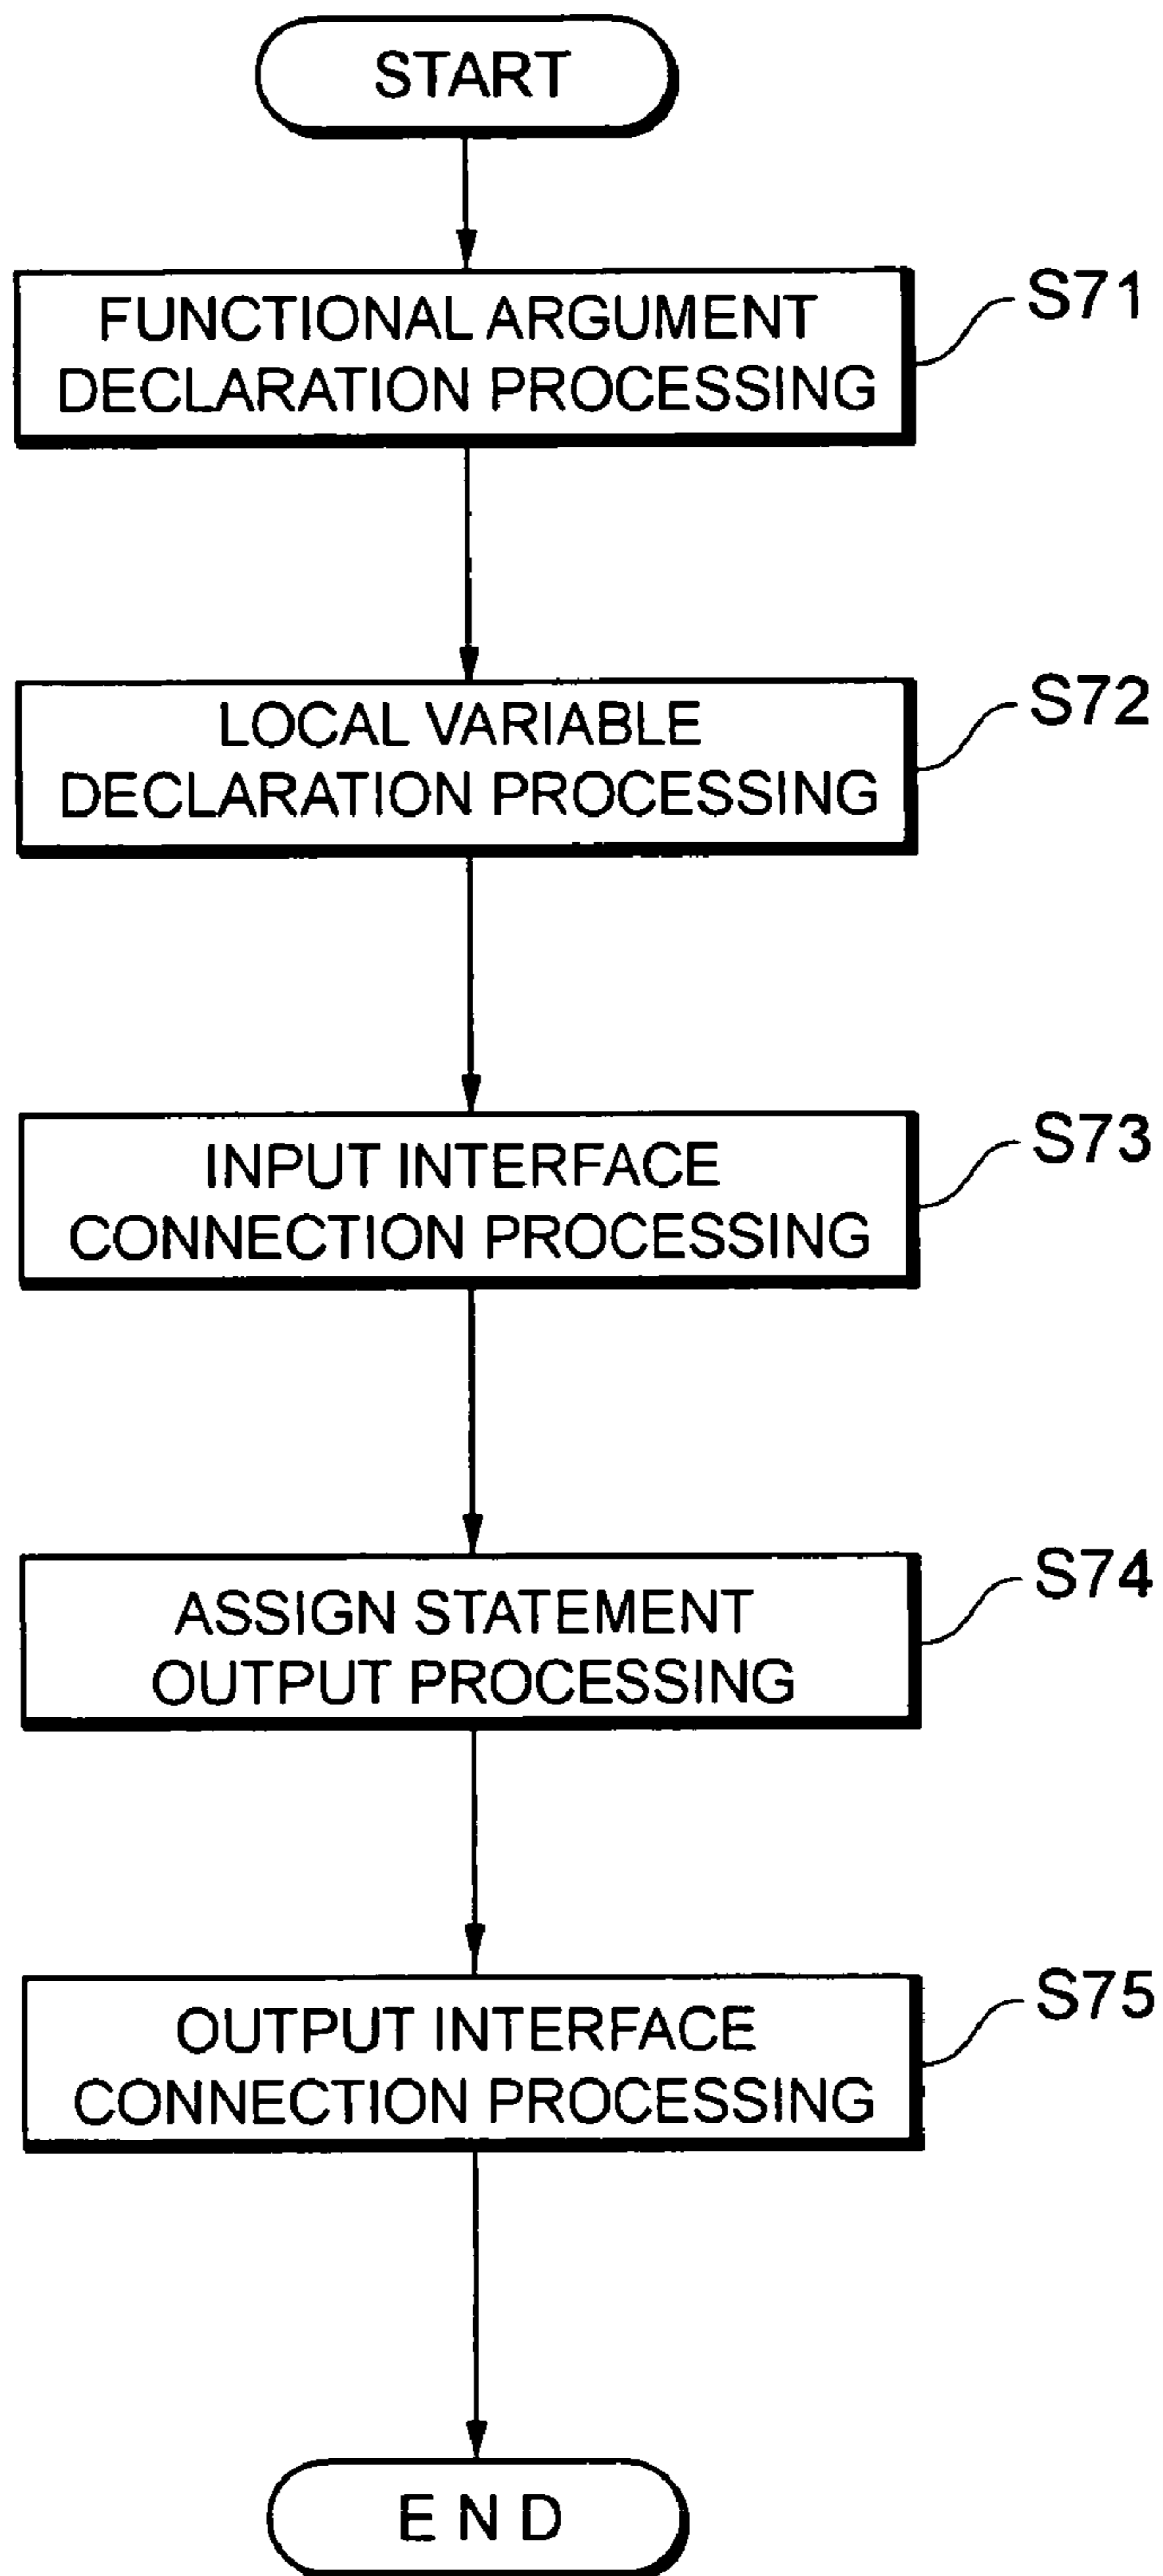 START
FUNCTIONAL ARGUMENT
DECLARATION PROCESSING
S71
LOCAL VARIABLE
DECLARATION PROCESSING
S72
INPUT INTERFACE
CONNECTION PROCESSING
S73
ASSIGN STATEMENT
OUTPUT PROCESSING
S74
OUTPUT INTERFACE
CONNECTION PROCESSING
S75
END